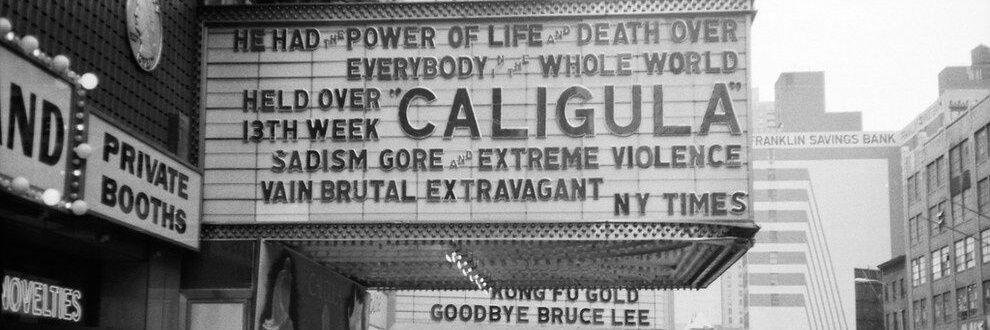 HE HAD THE POWER OF LIFE AND DEATH OVER
EVERYBODY IN THE WHOLE WORLD
HELD OVER "CALIGULA"
13TH WEEK
SADISM GORE AND EXTREME VIOLENCE
VAIN BRUTAL EXTRAVAGANT NY TIMES
AND
PRIVATE
BOOTHS
NOVELTIES
KUNG FU GOLD
GOODBYE BRUCE LEE
FRANKLIN SAVINGS BANK